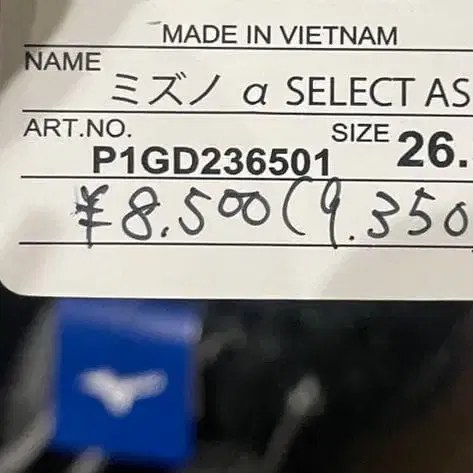 MADE IN VIETNAM
NAME ミズノ α SELECT AS
ART.NO. P1GD236501 SIZE 26.
¥8.500(9.350